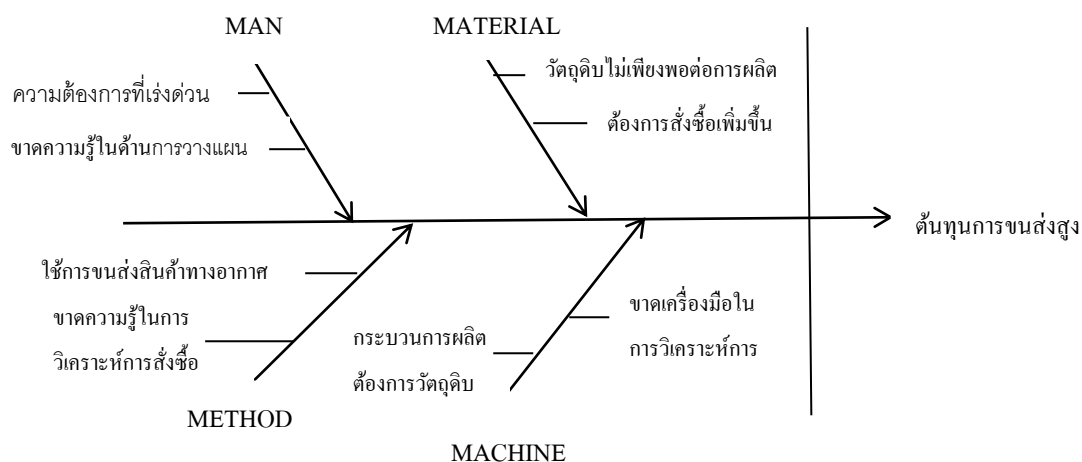 MAN
MATERIAL
ความต้องการที่เร่งด่วน
ขาดความรู้ในด้านการวางแผน
วัตถุดิบไม่เพียงพอต่อการผลิต
ต้องการสั่งซื้อเพิ่มขึ้น
ต้นทุนการขนส่งสูง
ใช้การขนส่งสินค้าทางอากาศ
ขาดความรู้ในการ
วิเคราะห์การสั่งซื้อ
กระบวนการผลิต
ต้องการวัตถุดิบ
ขาดเครื่องมือใน
การวิเคราะห์การ
METHOD
MACHINE